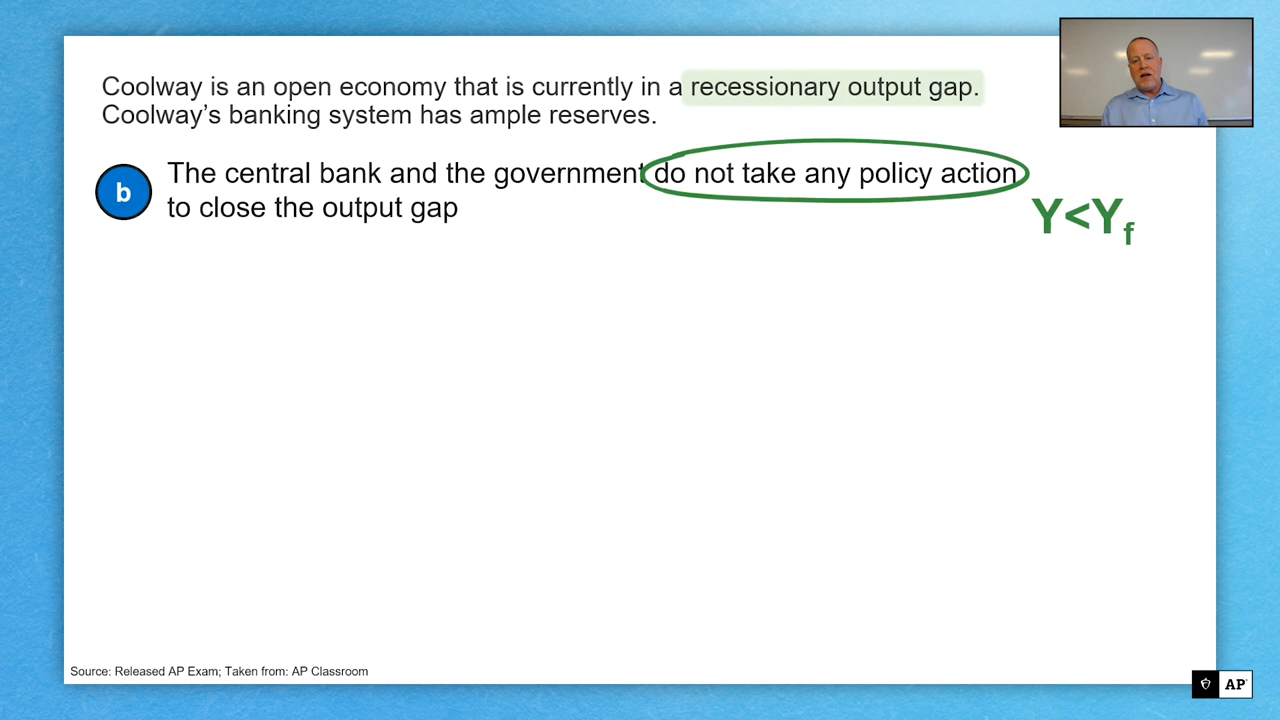 Coolway is an open economy that is currently in a recessionary output gap.
Coolway’s banking system has ample reserves.
b
The central bank and the government do not take any policy action
to close the output gap
Y<Yf
Source: Released AP Exam; Taken from: AP Classroom
AP